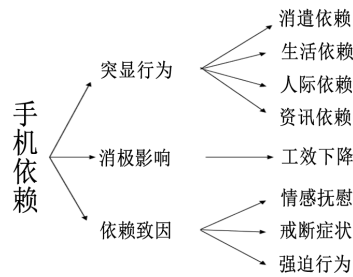 手机依赖
突显行为
消遣依赖
生活依赖
人际依赖
资讯依赖
消极影响
工效下降
依赖致因
情感抚慰
戒断症状
强迫行为